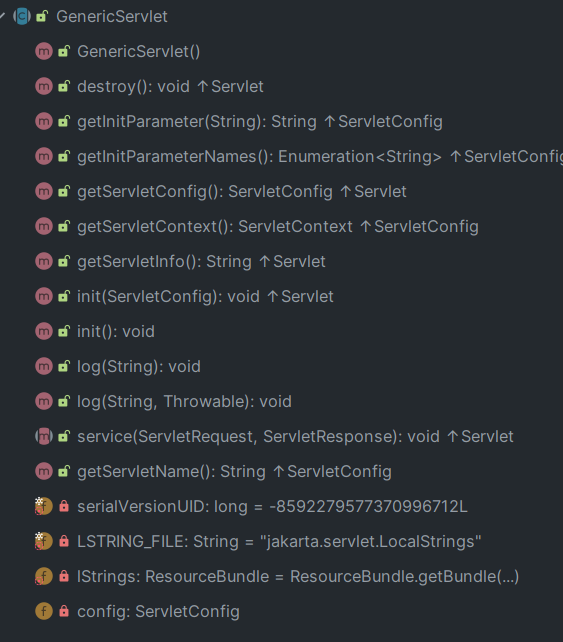 GenericServlet
GenericServlet()
destroy(): void ↑Servlet
getInitParameter(String): String ↑ServletConfig
getInitParameterNames(): Enumeration<String> ↑ServletConfig
getServletConfig(): ServletConfig ↑Servlet
getServletContext(): ServletContext ↑ServletConfig
getServletInfo(): String ↑Servlet
init(ServletConfig): void ↑Servlet
init(): void
log(String): void
log(String, Throwable): void
service(ServletRequest, ServletResponse): void ↑Servlet
getServletName(): String ↑ServletConfig
serialVersionUID: long = -8592279577370996712L
LSTRING_FILE: String = "jakarta.servlet.LocalStrings"
lStrings: ResourceBundle = ResourceBundle.getBundle(...)
config: ServletConfig